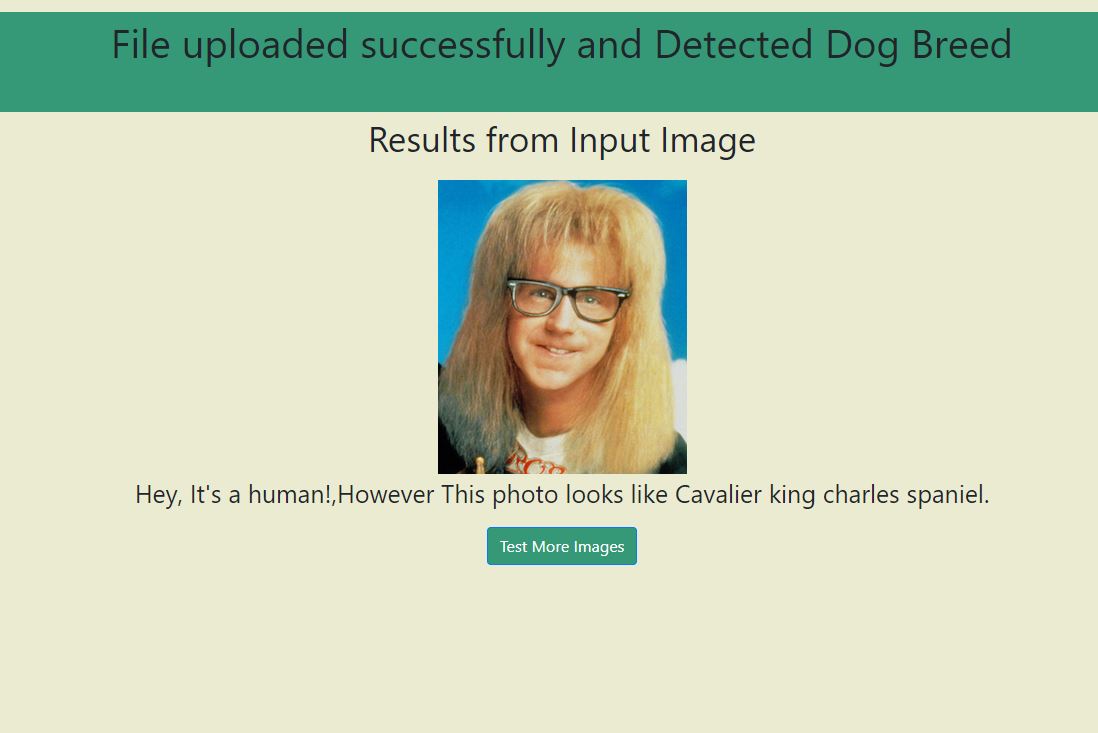 File uploaded successfully and Detected Dog Breed
Results from Input Image
Hey, It's a human!,However This photo looks like Cavalier king charles spaniel.
Test More Images